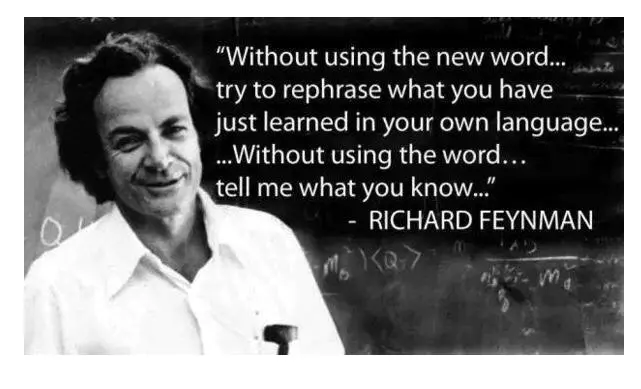 “Without using the new word...
try to rephrase what you have
just learned in your own language...
...Without using the word…
tell me what you know...”
- RICHARD FEYNMAN